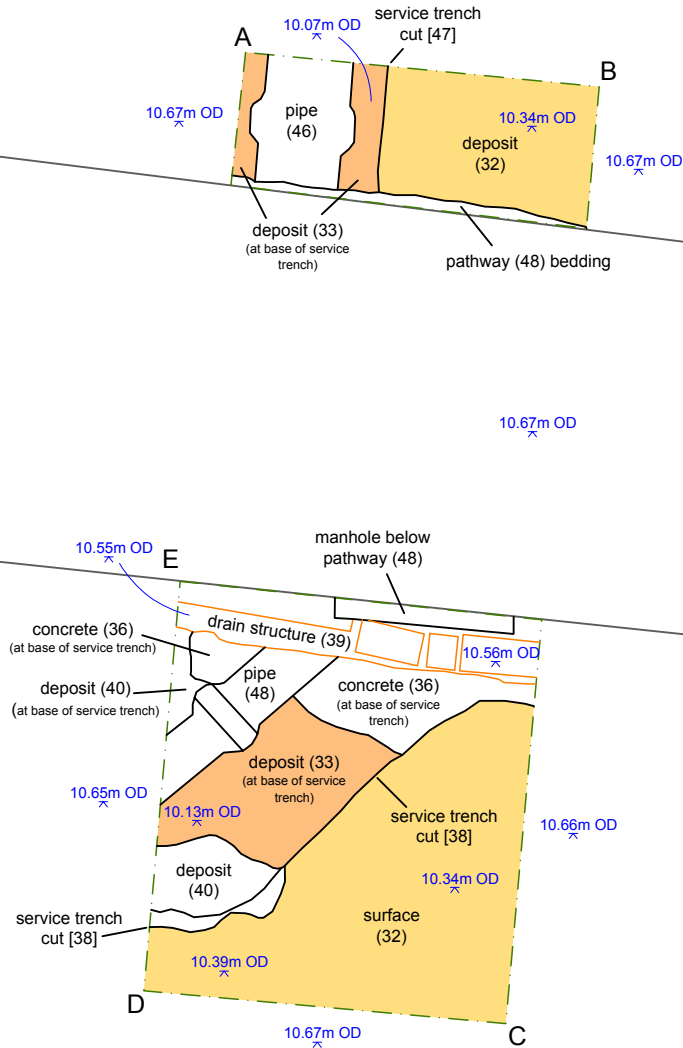 service trench
cut [47]
10.07m OD
A
B
10.67m OD
pipe
(46)
10.34m OD
deposit
(32)
10.67m OD
deposit (33)
(at base of service
trench)
pathway (48) bedding
10.67m OD
manhole below
pathway (48)
10.55m OD
E
drain structure (39)
concrete (36)
(at base of service trench)
10.56m OD
pipe
(48)
concrete (36)
(at base of service
trench)
deposit (40)
(at base of service trench)
deposit (33)
(at base of service
trench)
10.65m OD
10.13m OD
service trench
cut [38]
10.66m OD
deposit
(40)
10.34m OD
service trench
cut [38]
surface
(32)
10.39m OD
D
10.67m OD
C